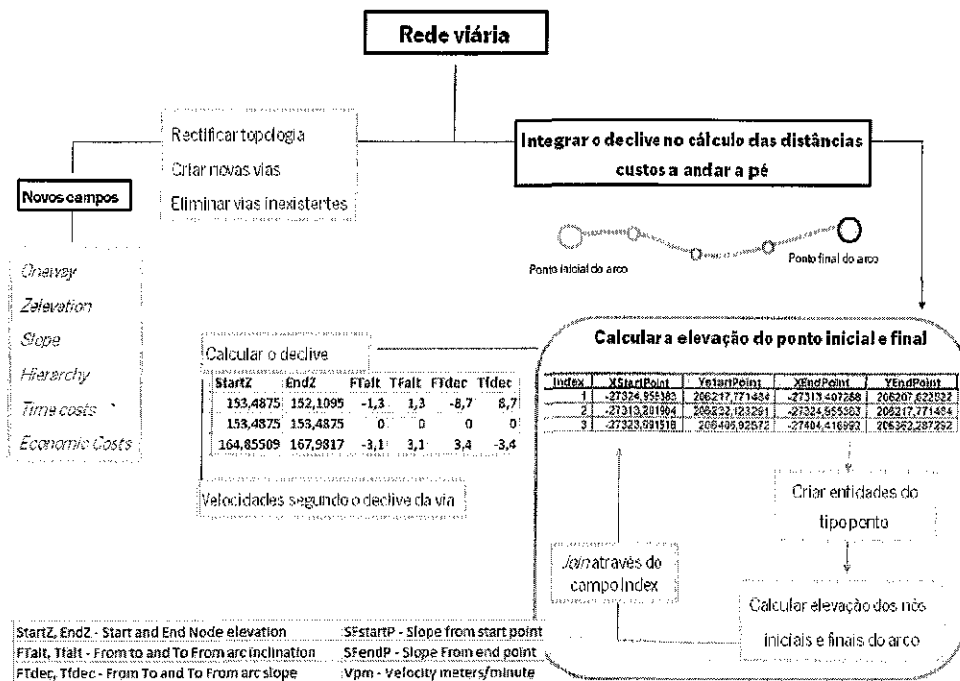 Rede viária
Rectificar topologia
Criar novas vias
Eliminar vias inexistentes
Integrar o declive no cálculo das distâncias
custos a andar a pé
Novos campos
Oneway
Zelevation
Slope
Hierarchy
Time costs
Economic Costs
Ponto inicial do arco
Ponto final do arco
Calcular o declive
StartZ EndZ FTalt TFalt FTdec Tfdec
153,4875 152,1095 -1,3 1,3 -8,7 8,7
153,4875 153,4875 0 0 0 0
164,85509 167,9817 -3,1 3,1 3,4 -3,4
Velocidades segundo o declive da via
Calcular a elevação do ponto inicial e final
Index XStartPoint YstartPoint XEndPoint YEndPoint
1 206217,771484
2 206217,771484
3
Criar entidades do
tipo ponto
Join através do
campo Index
Calcular elevação dos nós
iniciais e finais do arco
StartZ, EndZ - Start and End Node elevation SFstartP - Slope from start point
FTalt, Tfalt - From to and To From arc inclination SFendP - Slope From end point
FTdec, Tfdec - From To and To From arc slope Vpm - Velocity meters/minute